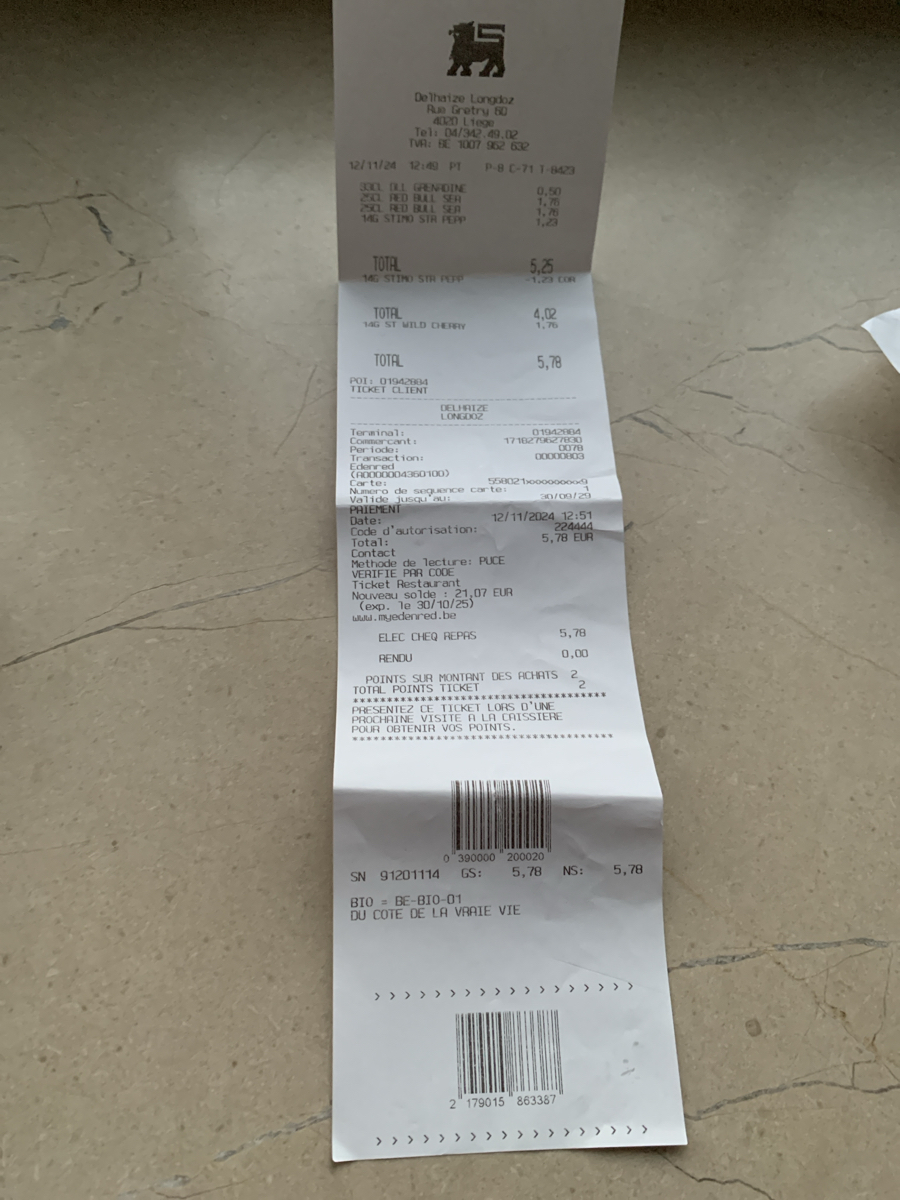 Delhaize Longdoz
Rue Gretry 60
4020 Liege
Tel: 04/342.49.02
TVA: BE 1007 962 632
12/11/24 12:49 PT P-8 C-71 T-8423
33CL DLL GRENADINE 0,50
25CL RED BULL SEA 1,76
25CL RED BULL SEA 1,76
14G STIMO STR PEPP 1,23
TOTAL 5,25
14G STIMO STR PEPP -1,23 COR
TOTAL 4,02
14G ST WILD CHERRY 1,76
TOTAL 5,78
POI: 01942884
TICKET CLIENT
DELHAIZE
LONGDOZ
Terminal: 01942884
Commercant: 1718279627830
Periode: 0078
Transaction: 00000803
Edenred
(A0000004360100)
Carte: 558021xxxxxxxxx9
Numero de sequence carte: 1
Valide jusqu'au: 30/09/29
PAIEMENT
Date: 12/11/2024 12:51
Code d'autorisation: 224444
Total: 5,78 EUR
Contact
Methode de lecture: PUCE
VERIFIE PAR CODE
Ticket Restaurant
Nouveau solde : 21,07 EUR
(exp. le 30/10/25)
www.myedenred.be
ELEC CHEQ REPAS 5,78
RENDU 0,00
POINTS SUR MONTANT DES ACHATS 2
TOTAL POINTS TICKET 2
************************************
PRESENTEZ CE TICKET LORS D'UNE
PROCHAINE VISITE A LA CAISSIERE
POUR OBTENIR VOS POINTS.
************************************
0 390000 200020
SN 91201114 GS: 5,78 NS: 5,78
BIO = BE-BIO-01
DU COTE DE LA VRAIE VIE
> > > > > > > > > > > > > > > > > >
2 179015 863387
> > > > > > > > > > > > > > > > > >